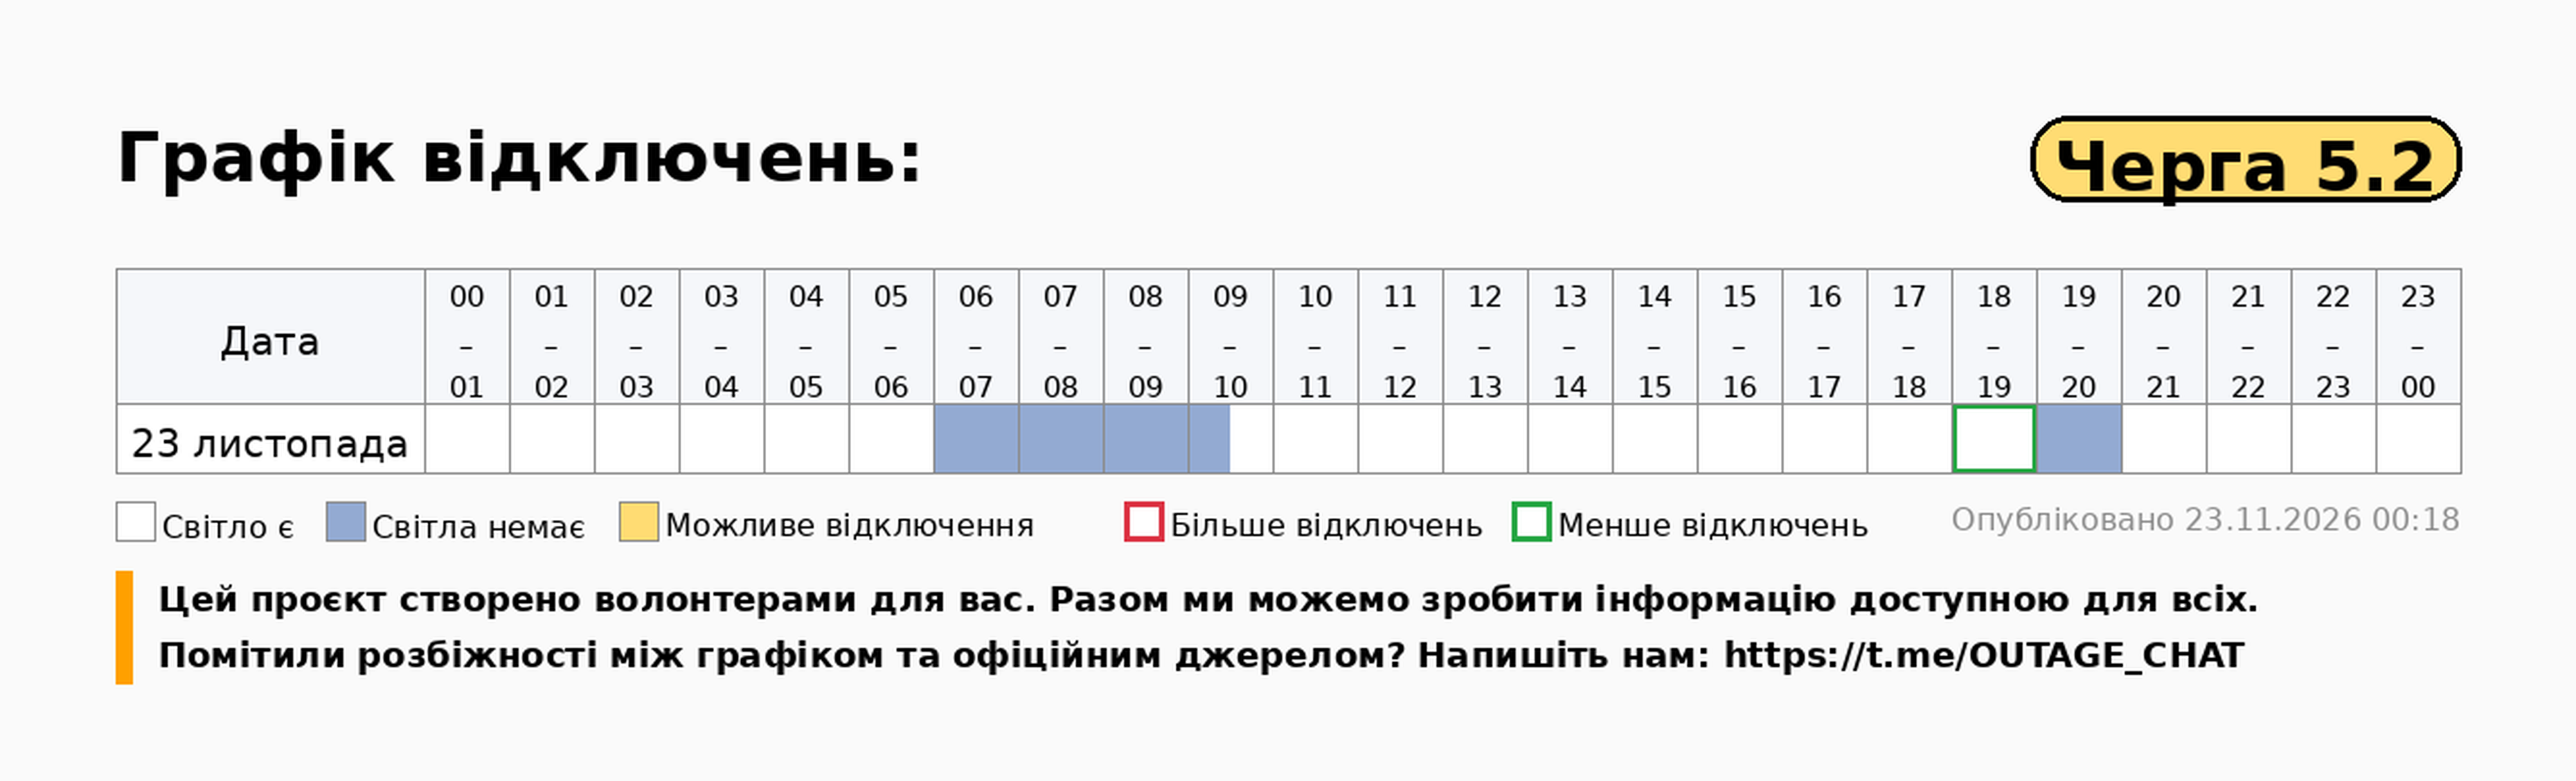 Графік відключень:
Черга 5.2
Дата
00 – 01
01 – 02
02 – 03
03 – 04
04 – 05
05 – 06
06 – 07
07 – 08
08 – 09
09 – 10
10 – 11
11 – 12
12 – 13
13 – 14
14 – 15
15 – 16
16 – 17
17 – 18
18 – 19
19 – 20
20 – 21
21 – 22
22 – 23
23 – 00
23 листопада
Світло є
Світла немає
Можливе відключення
Більше відключень
Менше відключень
Опубліковано 23.11.2026 00:18
Цей проєкт створено волонтерами для вас. Разом ми можемо зробити інформацію доступною для всіх.
Помітили розбіжності між графіком та офіційним джерелом? Напишіть нам: https://t.me/OUTAGE_CHAT